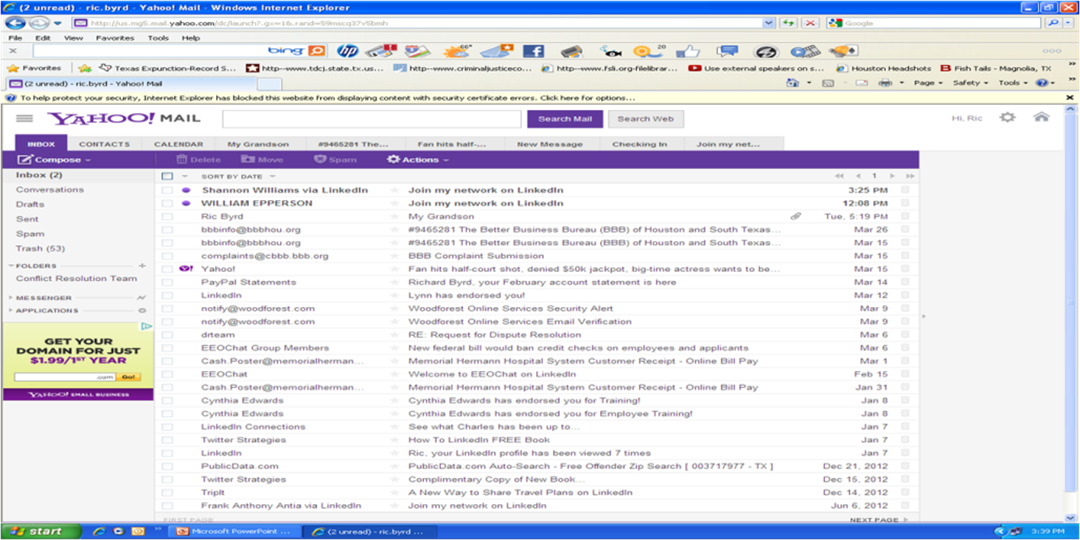 (2 unread) - ric.byrd - Yahoo! Mail - Windows Internet Explorer
File Edit View Favorites Tools Help
Google
bing hp 66° 20
Favorites Texas Expunction-Record S... http--www.tdcj.state.tx.us... http--www.criminaljusticeco... http--www.fsli.org-filelibrar... Use external speakers on s... Houston Headshots Fish Tails - Magnolia, TX
(2 unread) - ric.byrd - Yahoo! Mail Page Safety Tools
To help protect your security, Internet Explorer has blocked this website from displaying content with security certificate errors. Click here for options...
YAHOO! MAIL Search Mail Search Web Hi, Ric
INBOX CONTACTS CALENDAR My Grandson #9465281 The... Fan hits half-... New Message Checking In Join my net...
Compose Delete Move Spam Actions
Inbox (2)
Conversations
Drafts
Sent
Spam
Trash (53)
FOLDERS
Conflict Resolution Team
MESSENGER
APPLICATIONS
GET YOUR
DOMAIN FOR JUST
$1.99/1ST YEAR
.com Go!
YAHOO! SMALL BUSINESS
SORT BY DATE 1
Shannon Williams via LinkedIn Join my network on LinkedIn 3:25 PM
WILLIAM EPPERSON Join my network on LinkedIn 12:08 PM
Ric Byrd My Grandson Tue, 5:19 PM
bbbinfo@bbbhou.org #9465281 The Better Business Bureau (BBB) of Houston and South Texas... Mar 26
bbbinfo@bbbhou.org #9465281 The Better Business Bureau (BBB) of Houston and South Texas... Mar 15
complaints@cbbb.bbb.org BBB Complaint Submission Mar 15
Yahoo! Fan hits half-court shot, denied $50k jackpot, big-time actress wants to be... Mar 15
PayPal Statements Richard Byrd, your February account statement is here Mar 14
LinkedIn Lynn has endorsed you! Mar 12
notify@woodforest.com Woodforest Online Services Security Alert Mar 9
notify@woodforest.com Woodforest Online Services Email Verification Mar 9
drteam RE: Request for Dispute Resolution Mar 6
EEOChat Group Members New federal bill would ban credit checks on employees and applicants Mar 6
Cash.Poster@memorialherman... Memorial Hermann Hospital System Customer Receipt - Online Bill Pay Mar 1
EEOChat Welcome to EEOChat on LinkedIn Feb 15
Cash.Poster@memorialherman... Memorial Hermann Hospital System Customer Receipt - Online Bill Pay Jan 31
Cynthia Edwards Cynthia Edwards has endorsed you for Training! Jan 8
Cynthia Edwards Cynthia Edwards has endorsed you for Employee Training! Jan 8
LinkedIn Connections See what Charles has been up to... Jan 7
Twitter Strategies How To LinkedIn FREE Book Jan 7
LinkedIn Ric, your LinkedIn profile has been viewed 7 times Jan 7
PublicData.com PublicData.com Auto-Search - Free Offender Zip Search [ 003717977 - TX ] Dec 21, 2012
Twitter Strategies Complimentary Copy of New Book... Dec 15, 2012
TripIt A New Way to Share Travel Plans on LinkedIn Dec 14, 2012
Frank Anthony Antia via LinkedIn Join my network on LinkedIn Jun 6, 2012
FIRST PAGE NEXT PAGE
start Microsoft PowerPoint ... (2 unread) - ric.byrd ... 3:39 PM